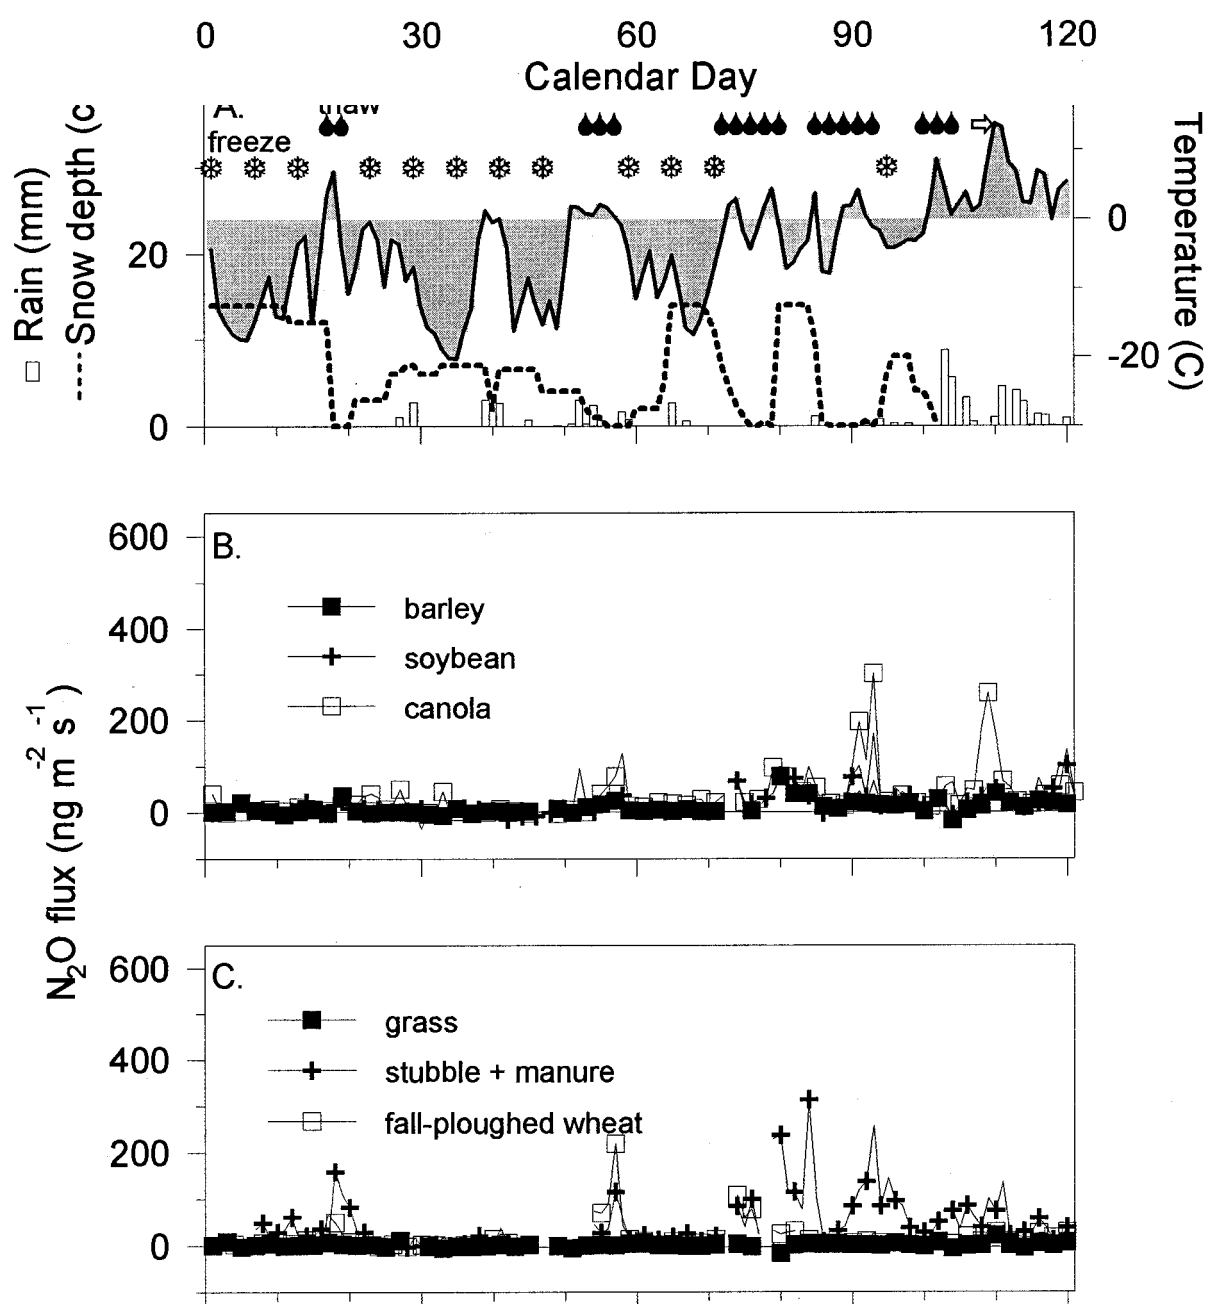 0 30 60 90 120
Calendar Day
A. thaw
freeze
Rain (mm)
Snow depth (c
20
0
Temperature (C)
0
-20
N2O flux (ng m-2 s-1)
B.
600
400
200
0
barley
soybean
canola
C.
600
400
200
0
grass
stubble + manure
fall-ploughed wheat